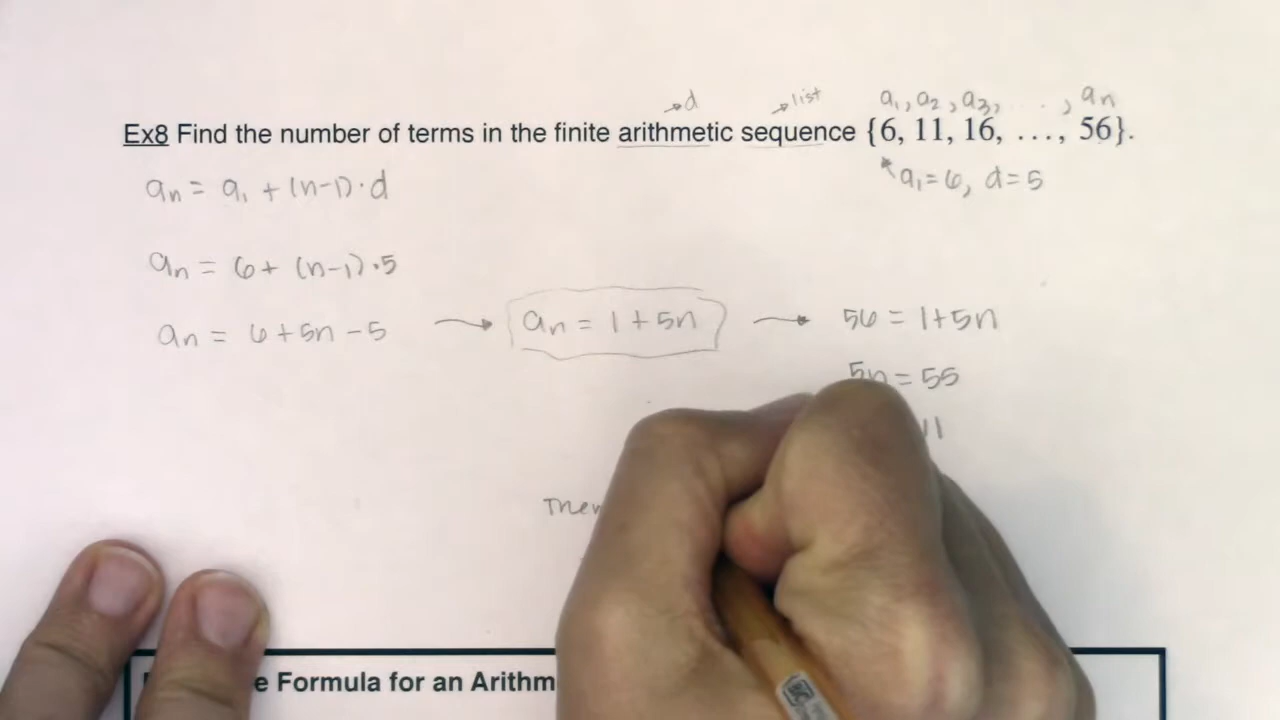 →d →list a₁, a₂, a₃, . . . , aₙ
Ex8 Find the number of terms in the finite arithmetic sequence {6, 11, 16, …, 56}.
a₁=6, d=5
aₙ = a₁ + (n-1)·d
aₙ = 6+ (n-1)·5
aₙ = 6+5n-5 → aₙ = 1+5n → 56 = 1+5n
5n = 55
11
e Formula for an Arithm